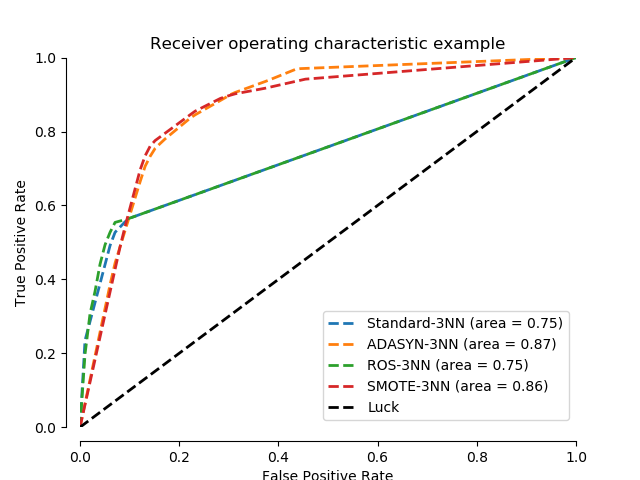 Receiver operating characteristic example
1.0
0.8
0.6
0.4
0.2
0.0
True Positive Rate
Standard-3NN (area = 0.75)
ADASYN-3NN (area = 0.87)
ROS-3NN (area = 0.75)
SMOTE-3NN (area = 0.86)
Luck
0.0 0.2 0.4 0.6 0.8 1.0
False Positive Rate